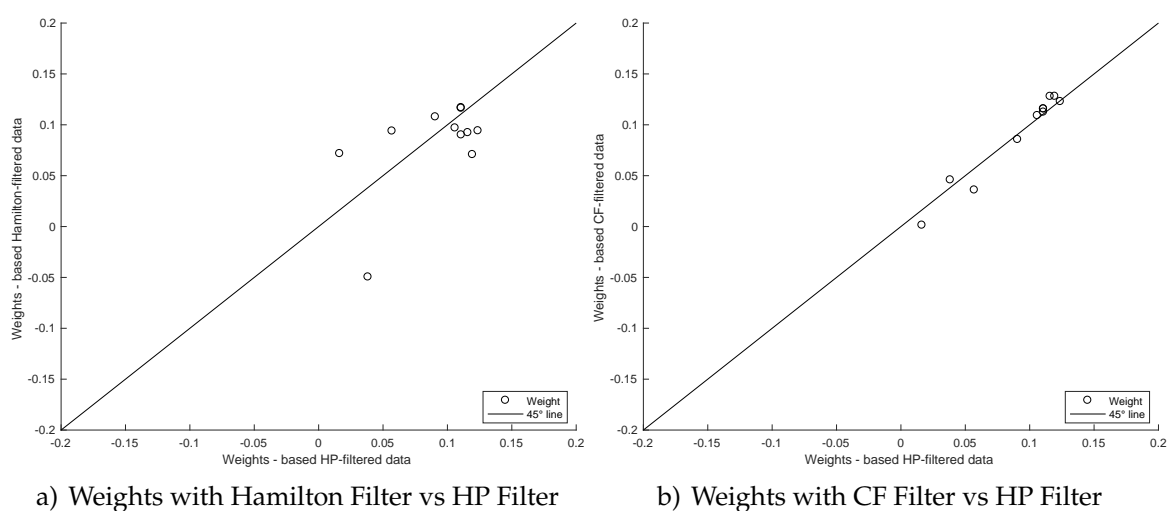 0.2
0.15
0.1
0.05
0
-0.05
-0.1
-0.15
-0.2
Weights - based Hamilton-filtered data
-0.2 -0.15 -0.1 -0.05 0 0.05 0.1 0.15 0.2
Weights - based HP-filtered data
Weight
45° line
a) Weights with Hamilton Filter vs HP Filter
0.2
0.15
0.1
0.05
0
-0.05
-0.1
-0.15
-0.2
Weights - based CF-filtered data
-0.2 -0.15 -0.1 -0.05 0 0.05 0.1 0.15 0.2
Weights - based HP-filtered data
Weight
45° line
b) Weights with CF Filter vs HP Filter